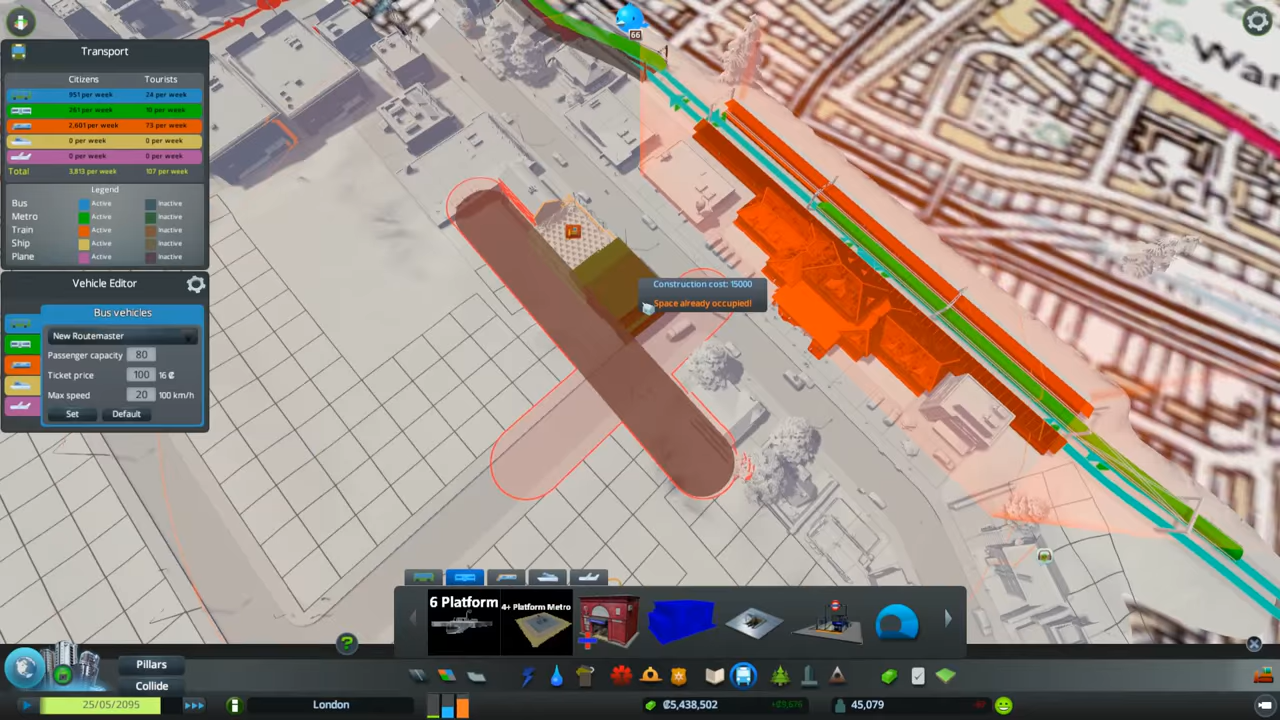 66
Transport
Citizens Tourists
951 per week 24 per week
261 per week 10 per week
2,601 per week 73 per week
0 per week 0 per week
0 per week 0 per week
Total 3,813 per week 107 per week
Legend
Bus Active Inactive
Metro Active Inactive
Train Active Inactive
Ship Active Inactive
Plane Active Inactive
Vehicle Editor
Bus vehicles
New Routemaster
Passenger capacity 80
Ticket price 100 16 ₡
Max speed 20 100 km/h
Set Default
Construction cost: 15000
Space already occupied!
War
Sch
6 Platform
4+ Platform Metro
?
Pillars
Collide
25/05/2095
London
₡5,438,502
45,079